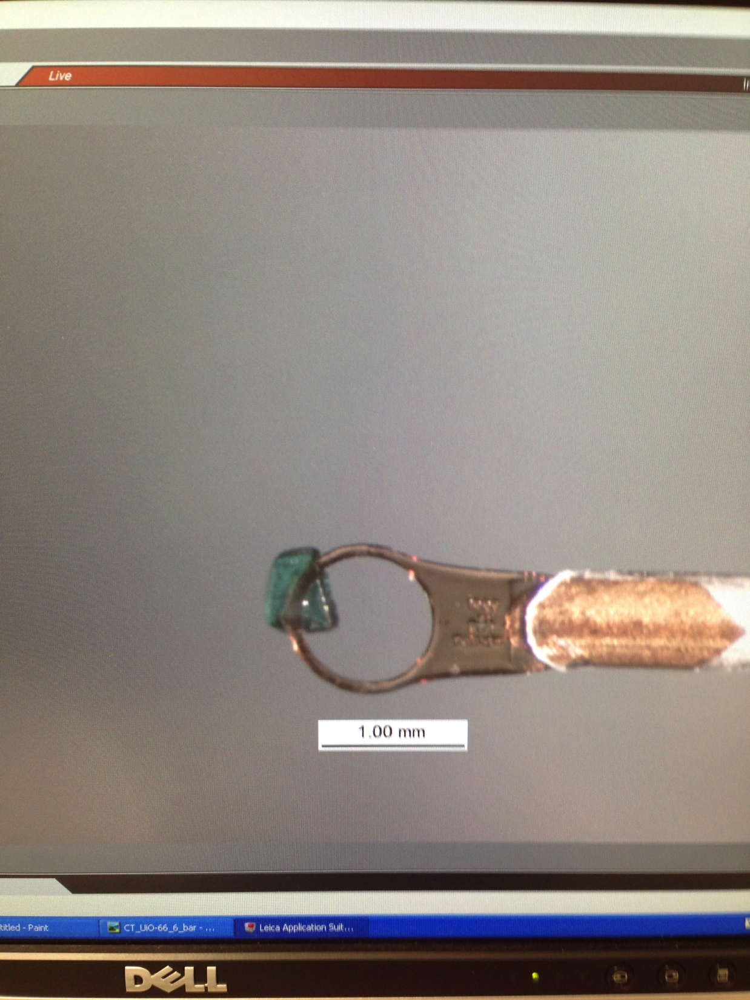 Live
1.00 mm
titled - Paint
CT_UiO-66_6_bar - ...
Leica Application Suit...
DELL